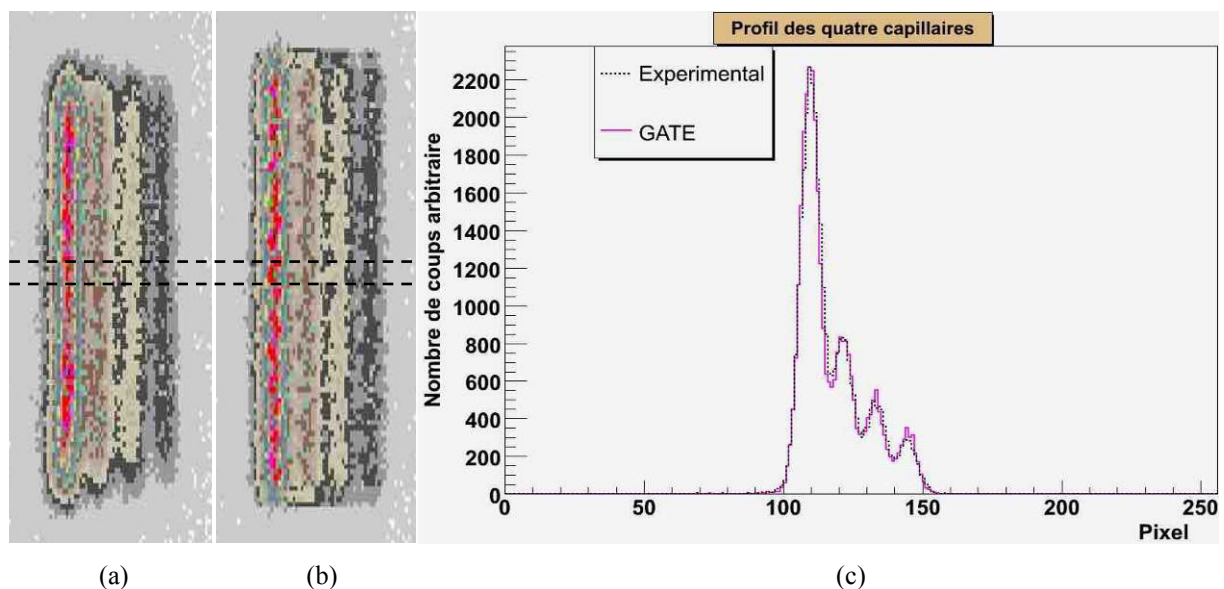 Profil des quatre capillaires
Experimental
GATE
Nombre de coups arbitraire
2200
2000
1800
1600
1400
1200
1000
800
600
400
200
0
0 50 100 150 200 250
Pixel
(a) (b) (c)